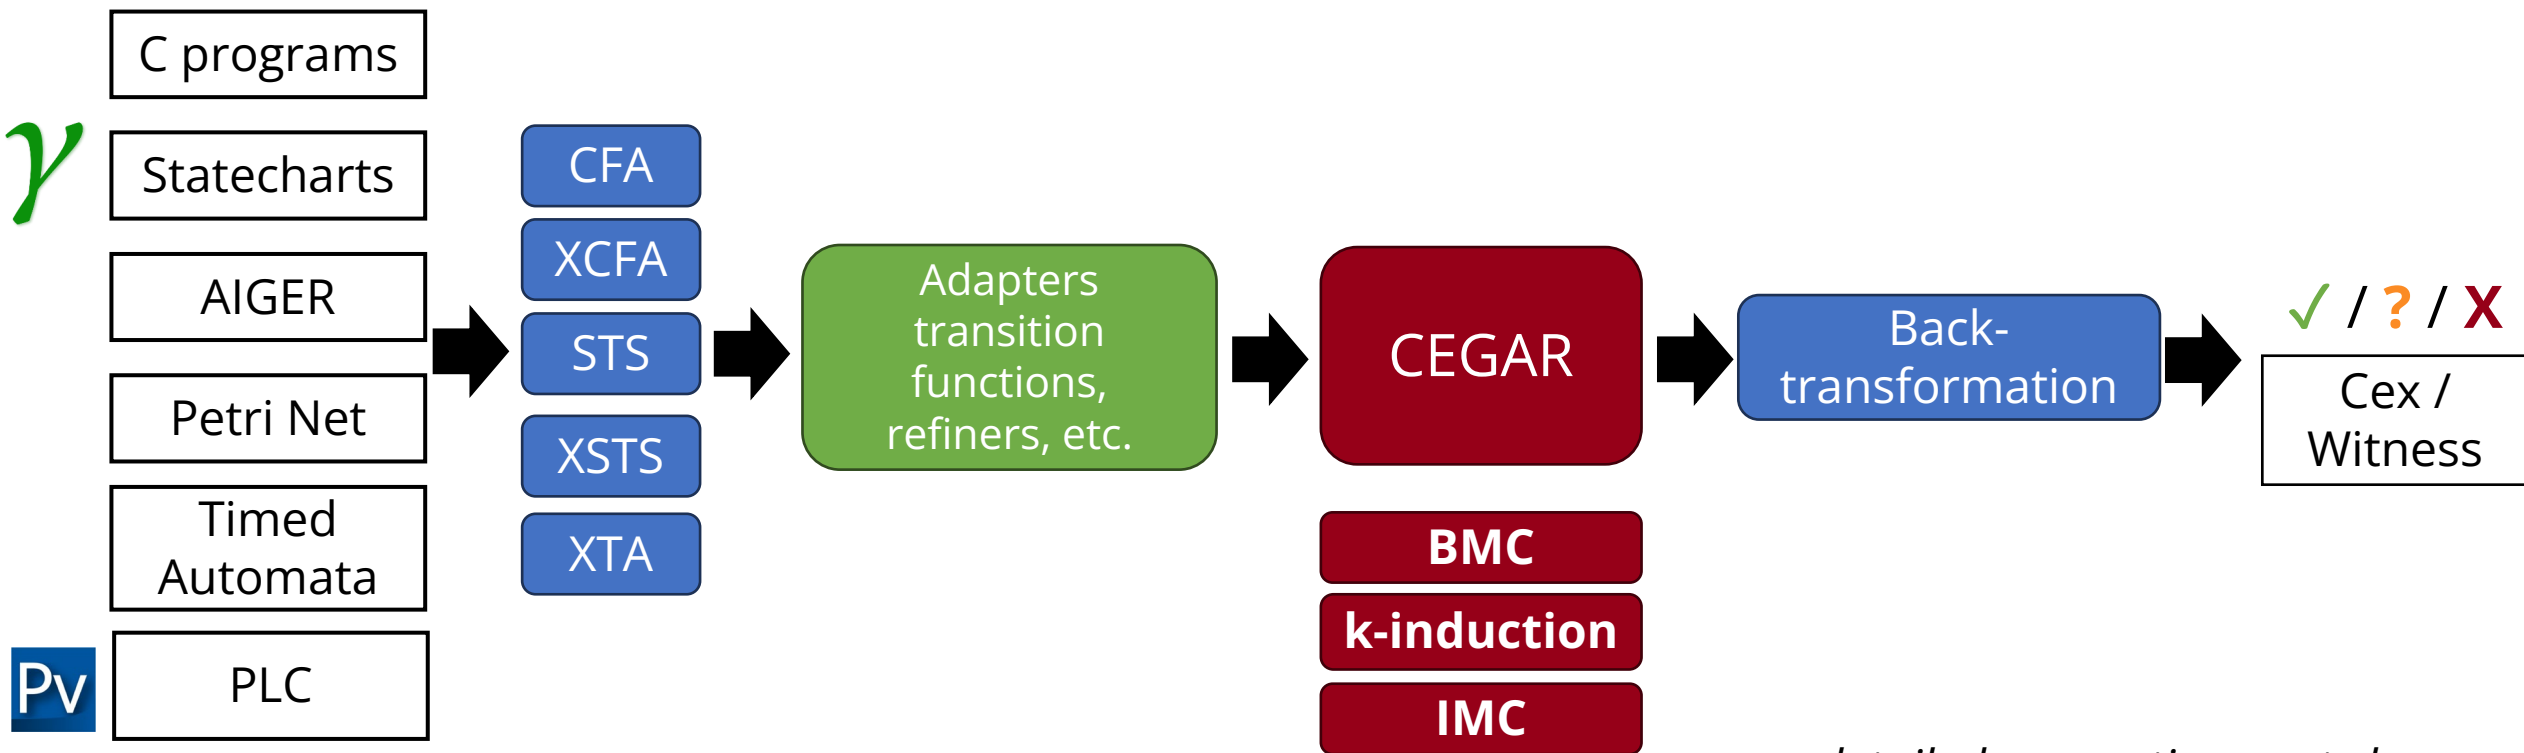 C programs
γ
Statecharts
AIGER
Petri Net
Timed
Automata
Pv
PLC
CFA
XCFA
STS
XSTS
XTA
Adapters
transition
functions,
refiners, etc.
CEGAR
BMC
k-induction
IMC
Back-
transformation
✓ / ? / X
Cex /
Witness